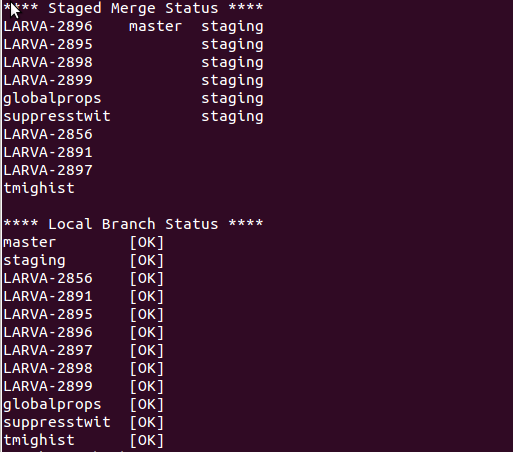 **** Staged Merge Status ****
LARVA-2896 master staging
LARVA-2895 staging
LARVA-2898 staging
LARVA-2899 staging
globalprops staging
suppresstwit staging
LARVA-2856
LARVA-2891
LARVA-2897
tmighist
**** Local Branch Status ****
master [OK]
staging [OK]
LARVA-2856 [OK]
LARVA-2891 [OK]
LARVA-2895 [OK]
LARVA-2896 [OK]
LARVA-2897 [OK]
LARVA-2898 [OK]
LARVA-2899 [OK]
globalprops [OK]
suppresstwit [OK]
tmighist [OK]